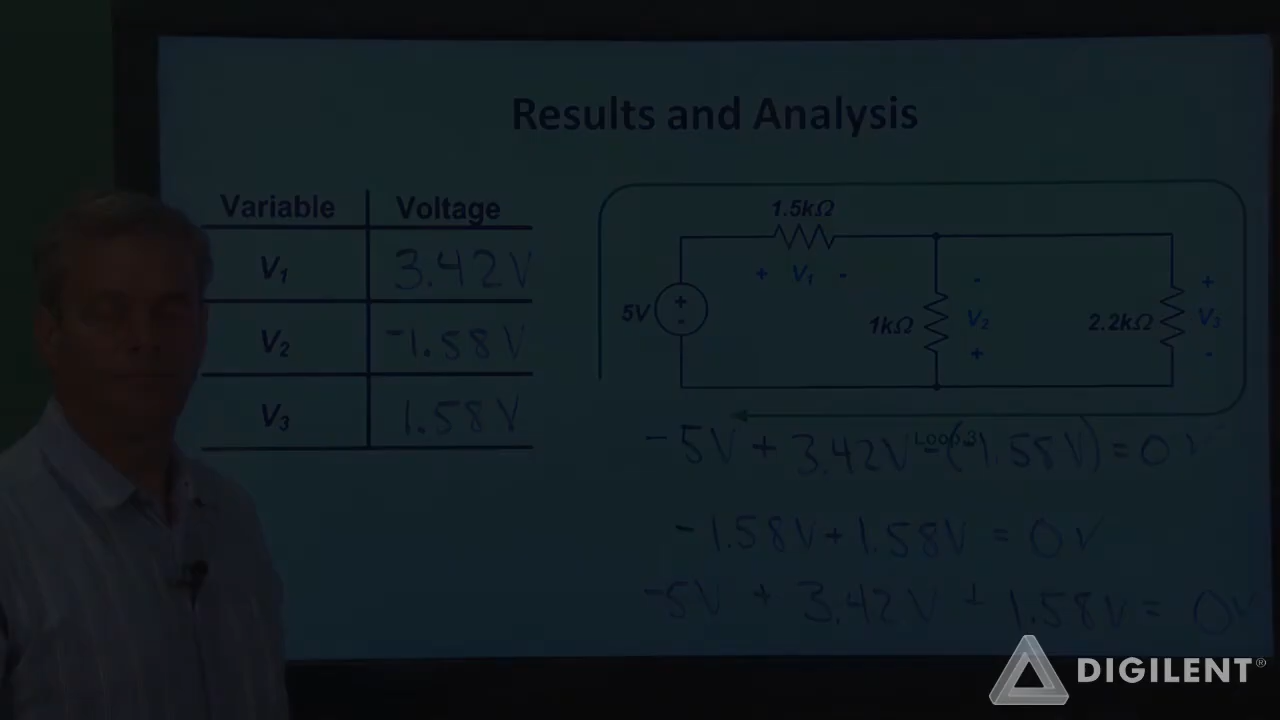 Results and Analysis
Variable Voltage
V1 3.42V
V2 -1.58V
V3 1.58V
1.5kΩ
+ V1 -
5V
+
-
1kΩ
-
V2
+
2.2kΩ
+
V3
-
Loop 3
-5V + 3.42V -(-1.58V) = 0V
-1.58V + 1.58V = 0V
-5V + 3.42V + 1.58V = 0V
DIGILENT®